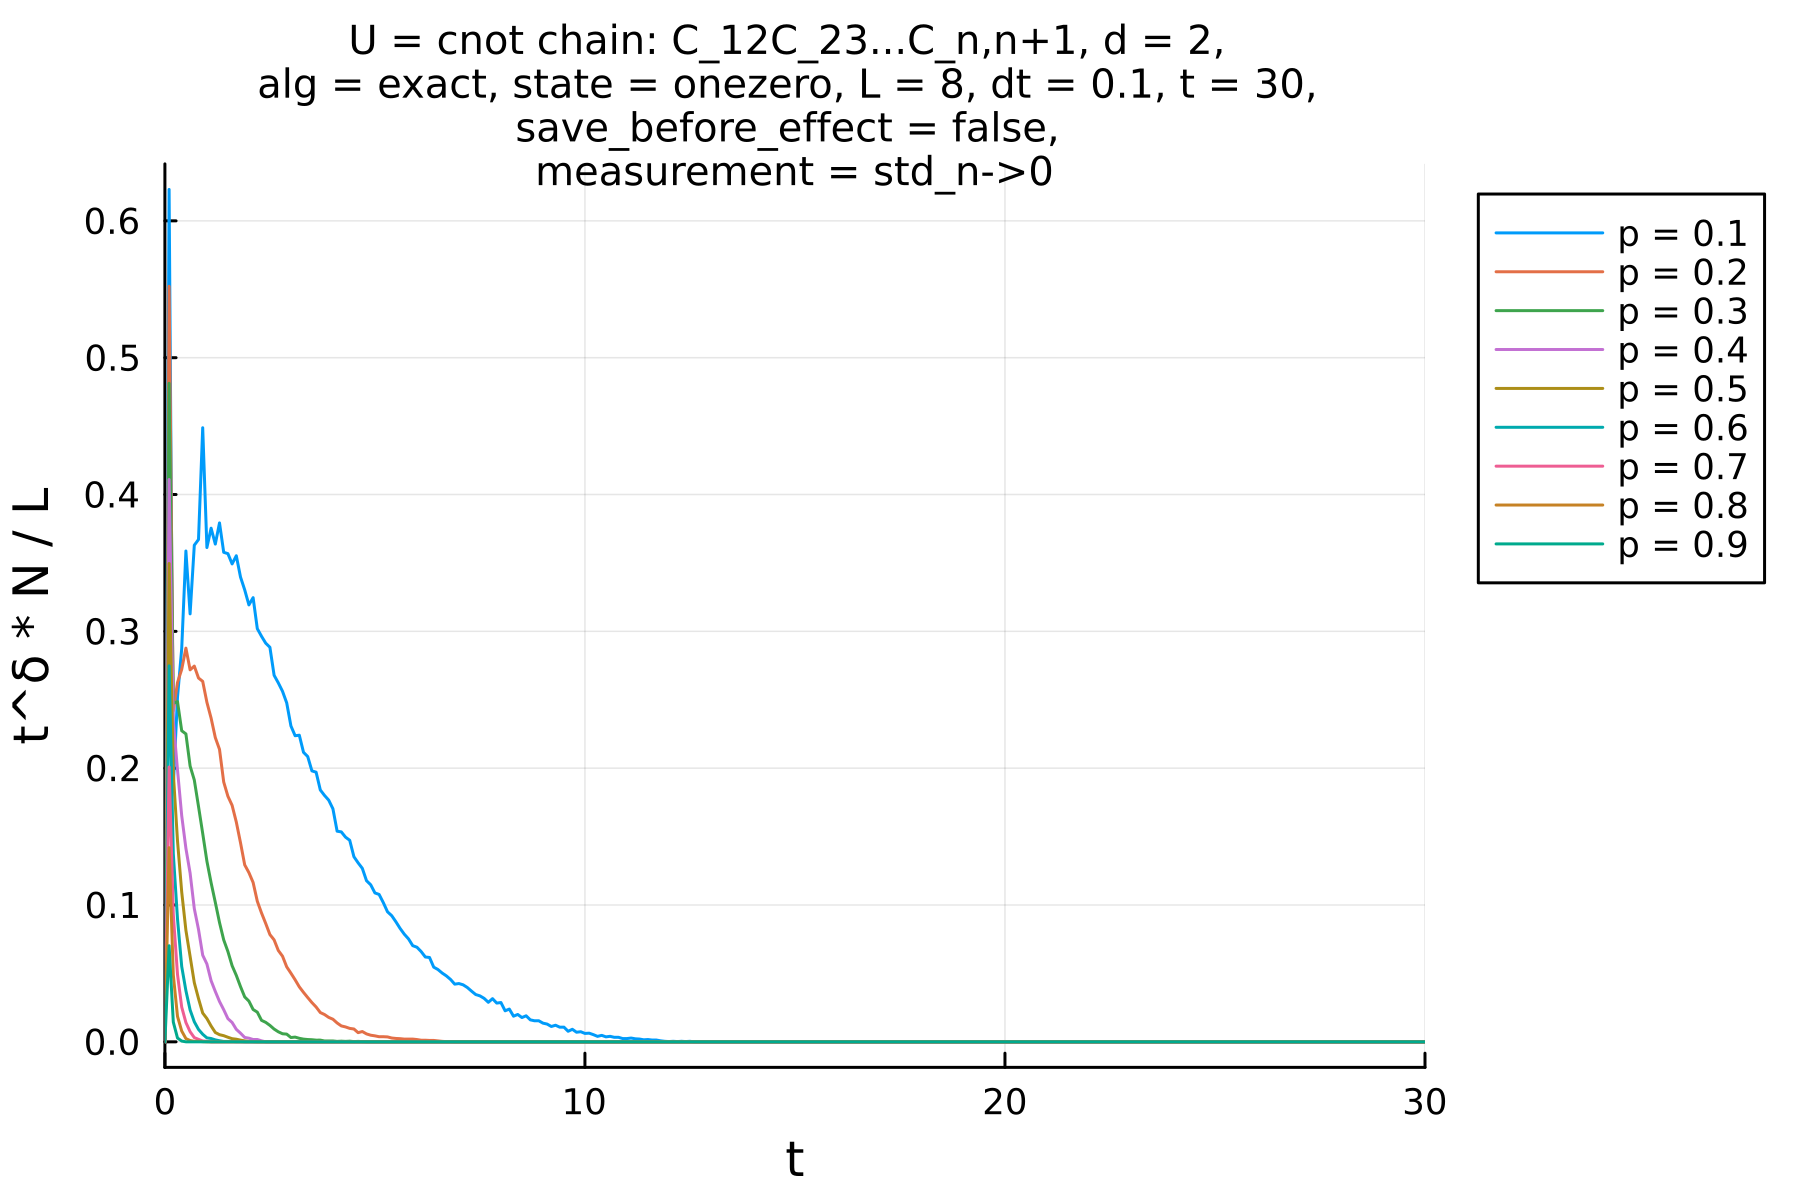 U = cnot chain: C_12C_23...C_n,n+1, d = 2,
alg = exact, state = onezero, L = 8, dt = 0.1, t = 30,
save_before_effect = false,
measurement = std_n->0
t^δ * N / L
0.6
0.5
0.4
0.3
0.2
0.1
0.0
0
10
20
30
t
p = 0.1
p = 0.2
p = 0.3
p = 0.4
p = 0.5
p = 0.6
p = 0.7
p = 0.8
p = 0.9